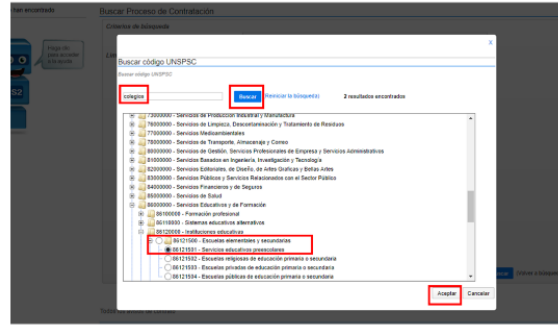 han encontrado
Buscar Proceso de Contratación
Criterios de búsqueda
X
Buscar código UNSPSC
Buscar código UNSPSC
colegios
Buscar
Reiniciar la búsqueda
2 resultados encontrados
73000000 - Servicios de Producción Industrial y Manufactura
76000000 - Servicios de Limpieza, Descontaminación y Tratamiento de Residuos
77000000 - Servicios Medioambientales
78000000 - Servicios de Transporte, Almacenaje y Correo
80000000 - Servicios de Gestión, Servicios Profesionales de Empresa y Servicios Administrativos
81000000 - Servicios Basados en Ingeniería, Investigación y Tecnología
82000000 - Servicios Editoriales, de Diseño, de Artes Gráficas y Bellas Artes
83000000 - Servicios Públicos y Servicios Relacionados con el Sector Público
84000000 - Servicios Financieros y de Seguros
85000000 - Servicios de Salud
86000000 - Servicios Educativos y de Formación
86100000 - Formación profesional
86110000 - Sistemas educativos alternativos
86120000 - Instituciones educativas
86121500 - Escuelas elementales y secundarias
86121501 - Servicios educativos preescolares
86121502 - Escuelas religiosas de educación primaria o secundaria
86121503 - Escuelas privadas de educación primaria o secundaria
86121504 - Escuelas públicas de educación primaria o secundaria
Aceptar
Cancelar